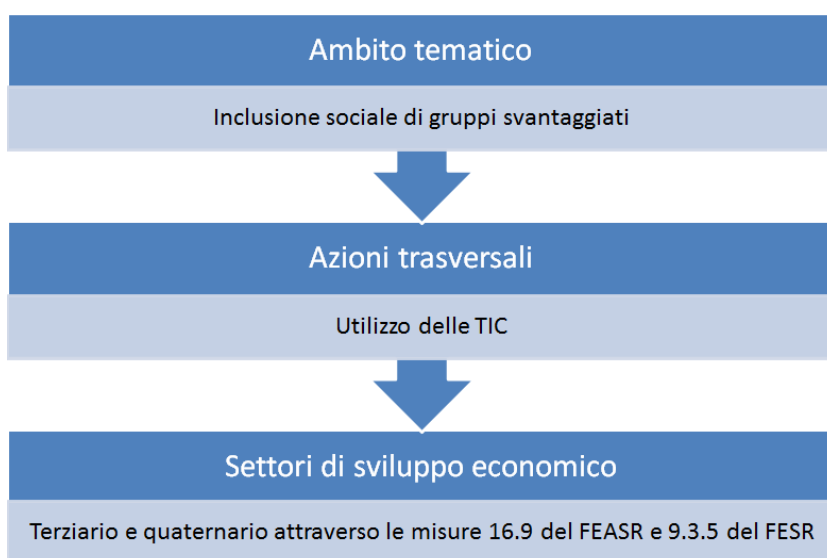 Ambito tematico
Inclusione sociale di gruppi svantaggiati
Azioni trasversali
Utilizzo delle TIC
Settori di sviluppo economico
Terziario e quaternario attraverso le misure 16.9 del FEASR e 9.3.5 del FESR